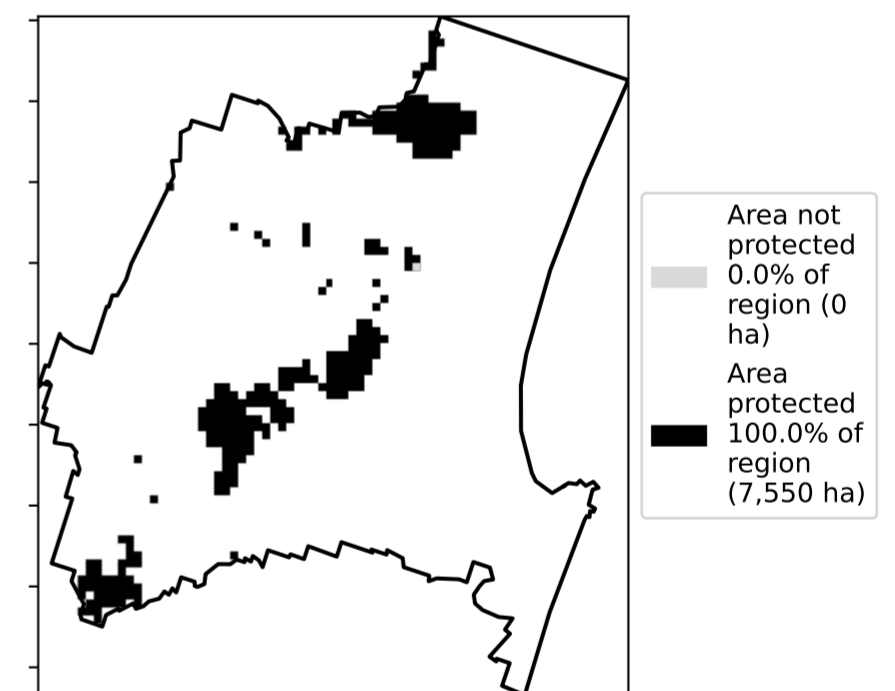 Area not
protected
0.0% of
region (0
ha)
Area
protected
100.0% of
region
(7,550 ha)